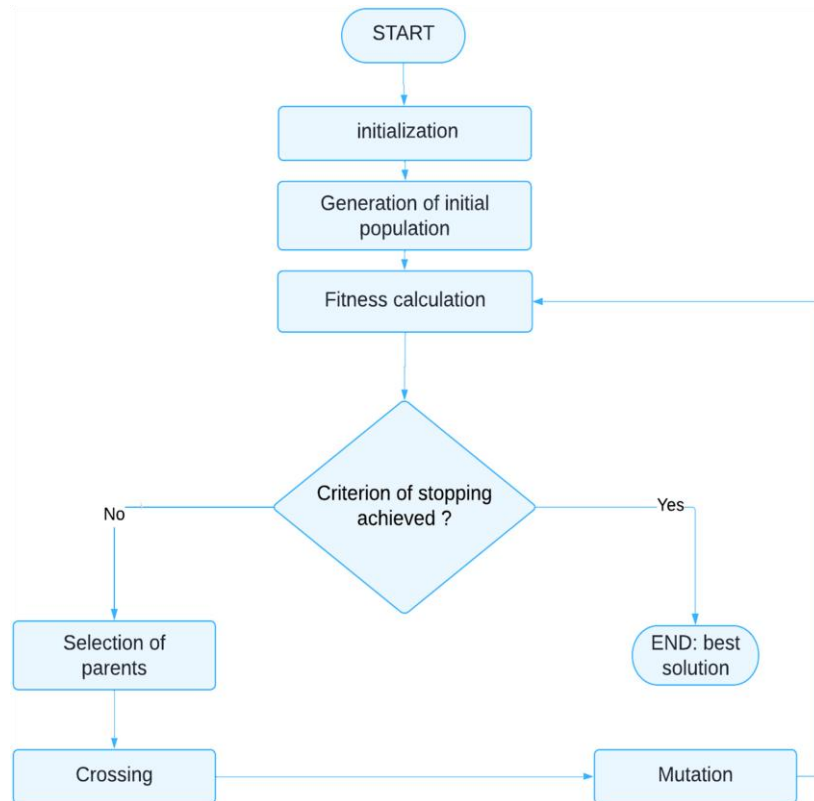 START
initialization
Generation of initial
population
Fitness calculation
Criterion of stopping
achieved ?
No
Yes
Selection of
parents
END: best
solution
Crossing
Mutation